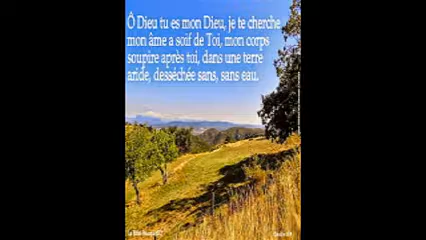 Ô Dieu tu es mon Dieu, je te cherche
mon âme a soif de Toi, mon corps
soupire après toi, dans une terre
aride, desséchée sans, sans eau.